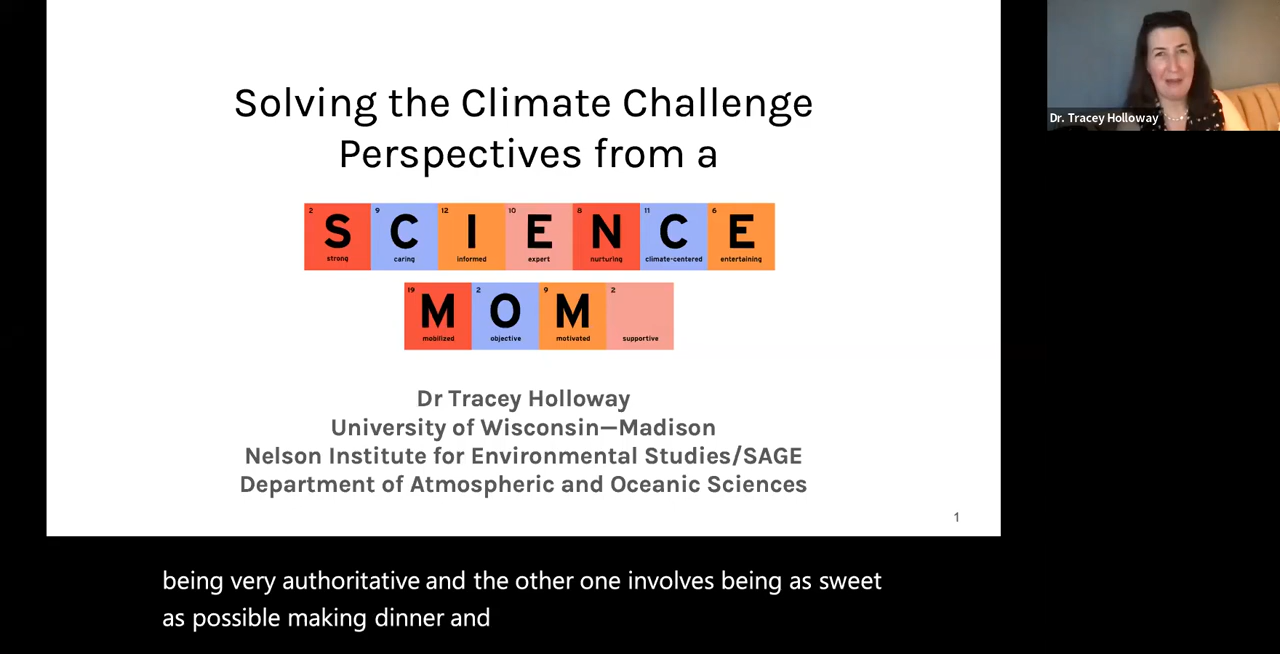 Solving the Climate Challenge
Perspectives from a
2 9 12 10 8 11 6
S C I E N C E
strong caring informed expert nurturing climate-centered entertaining
19 2 9 2
M O M
mobilized objective motivated supportive
Dr Tracey Holloway
University of Wisconsin—Madison
Nelson Institute for Environmental Studies/SAGE
Department of Atmospheric and Oceanic Sciences
1
Dr. Tracey Holloway
being very authoritative and the other one involves being as sweet
as possible making dinner and